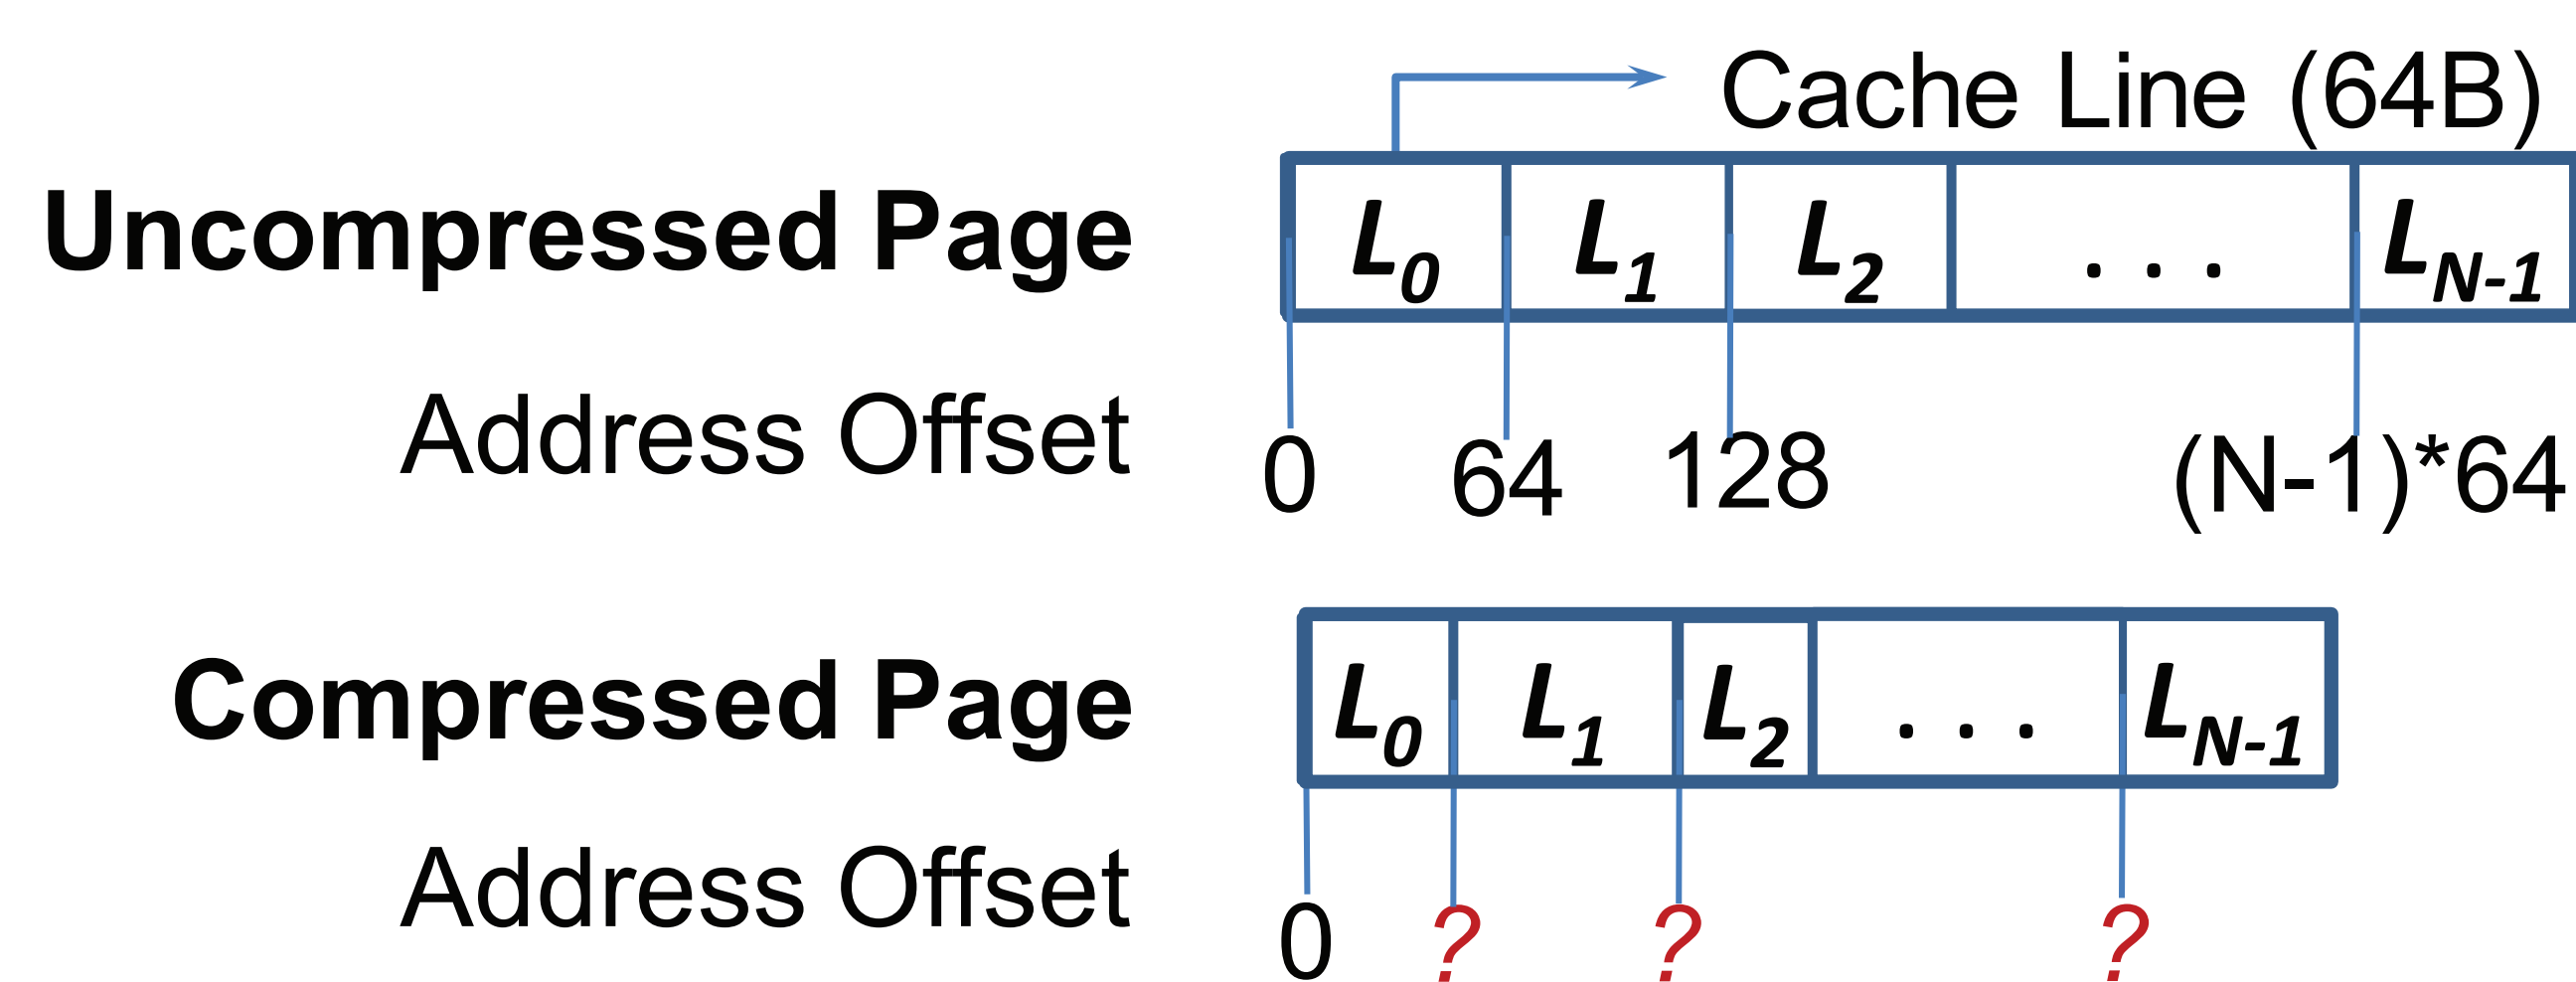 Cache Line (64B)
Uncompressed Page L0 L1 L2 . . . LN-1
Address Offset 0 64 128 (N-1)*64
Compressed Page L0 L1 L2 . . . LN-1
Address Offset 0 ? ? ?